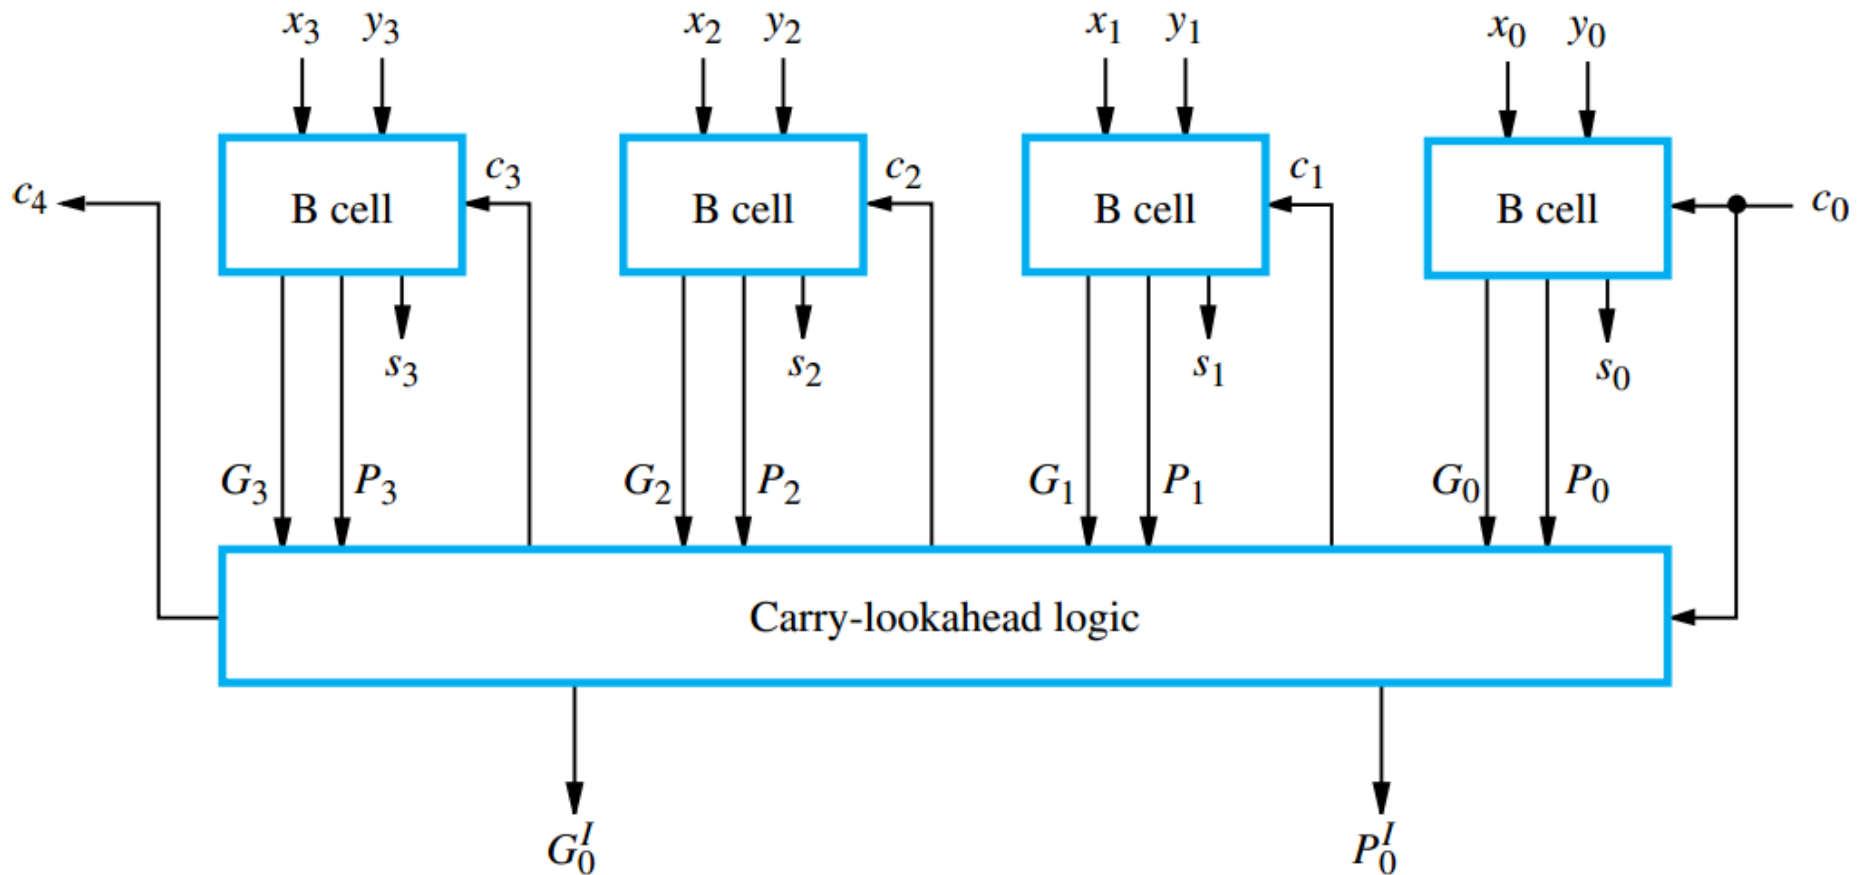 x₃ y₃ x₂ y₂ x₁ y₁ x₀ y₀
c₄ B cell c₃ B cell c₂ B cell c₁ B cell c₀
s₃ s₂ s₁ s₀
G₃ P₃ G₂ P₂ G₁ P₁ G₀ P₀
Carry-lookahead logic
G₀ᴵ P₀ᴵ